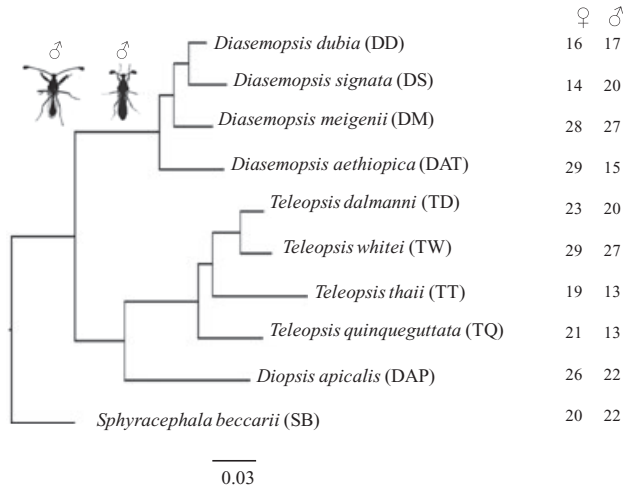 ♀ ♂
♂ ♂
Diasemopsis dubia (DD) 16 17
Diasemopsis signata (DS) 14 20
Diasemopsis meigenii (DM) 28 27
Diasemopsis aethiopica (DAT) 29 15
Teleopsis dalmanni (TD) 23 20
Teleopsis whitei (TW) 29 27
Teleopsis thaii (TT) 19 13
Teleopsis quinqueguttata (TQ) 21 13
Diopsis apicalis (DAP) 26 22
Sphyracephala beccarii (SB) 20 22
0.03